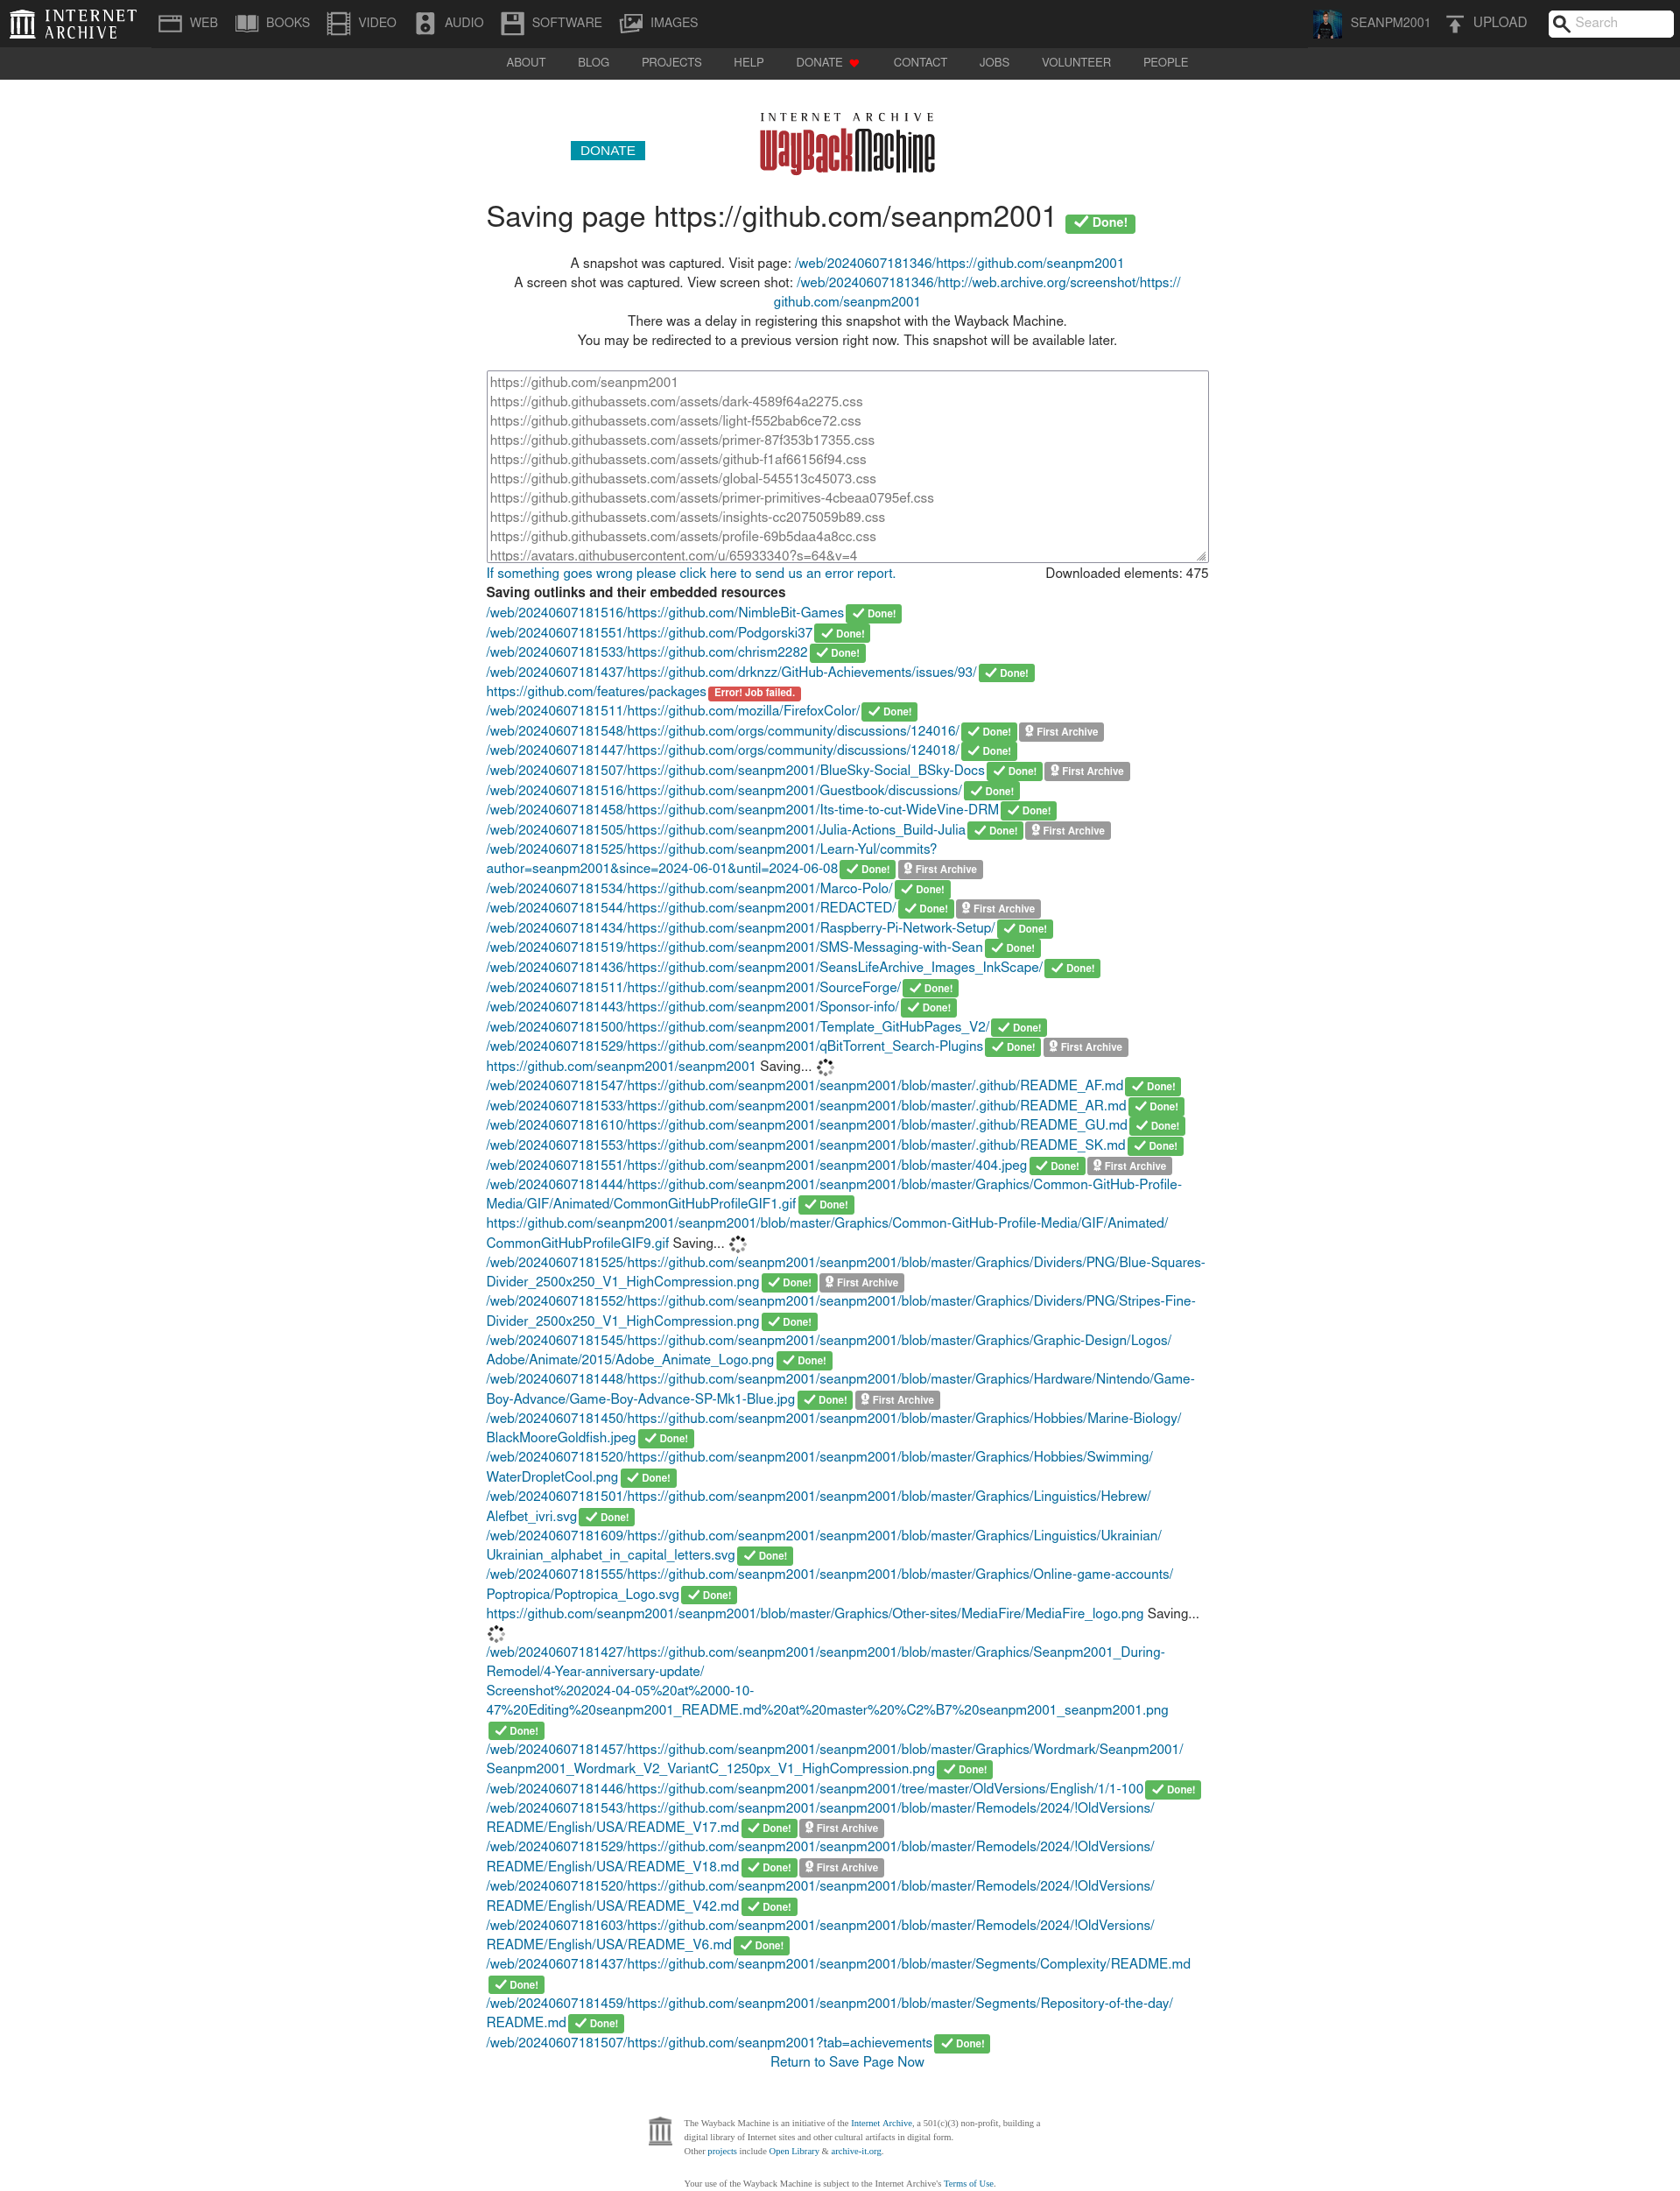 INTERNET ARCHIVE WEB BOOKS VIDEO AUDIO SOFTWARE IMAGES SEANPM2001 UPLOAD Search
ABOUT BLOG PROJECTS HELP DONATE CONTACT JOBS VOLUNTEER PEOPLE
INTERNET ARCHIVE
DONATE WayBackMachine
Saving page https://github.com/seanpm2001 Done!
A snapshot was captured. Visit page: /web/20240607181346/https://github.com/seanpm2001
A screen shot was captured. View screen shot: /web/20240607181346/http://web.archive.org/screenshot/https://
github.com/seanpm2001
There was a delay in registering this snapshot with the Wayback Machine.
You may be redirected to a previous version right now. This snapshot will be available later.
https://github.com/seanpm2001
https://github.githubassets.com/assets/dark-4589f64a2275.css
https://github.githubassets.com/assets/light-f552bab6ce72.css
https://github.githubassets.com/assets/primer-87f353b17355.css
https://github.githubassets.com/assets/github-f1af66156f94.css
https://github.githubassets.com/assets/global-545513c45073.css
https://github.githubassets.com/assets/primer-primitives-4cbeaa0795ef.css
https://github.githubassets.com/assets/insights-cc2075059b89.css
https://github.githubassets.com/assets/profile-69b5daa4a8cc.css
https://avatars.githubusercontent.com/u/65933340?s=64&v=4
If something goes wrong please click here to send us an error report. Downloaded elements: 475
Saving outlinks and their embedded resources
/web/20240607181516/https://github.com/NimbleBit-Games Done!
/web/20240607181551/https://github.com/Podgorski37 Done!
/web/20240607181533/https://github.com/chrism2282 Done!
/web/20240607181437/https://github.com/drknzz/GitHub-Achievements/issues/93/ Done!
https://github.com/features/packages Error! Job failed.
/web/20240607181511/https://github.com/mozilla/FirefoxColor/ Done!
/web/20240607181548/https://github.com/orgs/community/discussions/124016/ Done! First Archive
/web/20240607181447/https://github.com/orgs/community/discussions/124018/ Done!
/web/20240607181507/https://github.com/seanpm2001/BlueSky-Social_BSky-Docs Done! First Archive
/web/20240607181516/https://github.com/seanpm2001/Guestbook/discussions/ Done!
/web/20240607181458/https://github.com/seanpm2001/Its-time-to-cut-WideVine-DRM Done!
/web/20240607181505/https://github.com/seanpm2001/Julia-Actions_Build-Julia Done! First Archive
/web/20240607181525/https://github.com/seanpm2001/Learn-Yul/commits?
author=seanpm2001&since=2024-06-01&until=2024-06-08 Done! First Archive
/web/20240607181534/https://github.com/seanpm2001/Marco-Polo/ Done!
/web/20240607181544/https://github.com/seanpm2001/REDACTED/ Done! First Archive
/web/20240607181434/https://github.com/seanpm2001/Raspberry-Pi-Network-Setup/ Done!
/web/20240607181519/https://github.com/seanpm2001/SMS-Messaging-with-Sean Done!
/web/20240607181436/https://github.com/seanpm2001/SeansLifeArchive_Images_InkScape/ Done!
/web/20240607181511/https://github.com/seanpm2001/SourceForge/ Done!
/web/20240607181443/https://github.com/seanpm2001/Sponsor-info/ Done!
/web/20240607181500/https://github.com/seanpm2001/Template_GitHubPages_V2/ Done!
/web/20240607181529/https://github.com/seanpm2001/qBitTorrent_Search-Plugins Done! First Archive
https://github.com/seanpm2001/seanpm2001 Saving...
/web/20240607181547/https://github.com/seanpm2001/seanpm2001/blob/master/.github/README_AF.md Done!
/web/20240607181533/https://github.com/seanpm2001/seanpm2001/blob/master/.github/README_AR.md Done!
/web/20240607181610/https://github.com/seanpm2001/seanpm2001/blob/master/.github/README_GU.md Done!
/web/20240607181553/https://github.com/seanpm2001/seanpm2001/blob/master/.github/README_SK.md Done!
/web/20240607181551/https://github.com/seanpm2001/seanpm2001/blob/master/404.jpeg Done! First Archive
/web/20240607181444/https://github.com/seanpm2001/seanpm2001/blob/master/Graphics/Common-GitHub-Profile-
Media/GIF/Animated/CommonGitHubProfileGIF1.gif Done!
https://github.com/seanpm2001/seanpm2001/blob/master/Graphics/Common-GitHub-Profile-Media/GIF/Animated/
CommonGitHubProfileGIF9.gif Saving...
/web/20240607181525/https://github.com/seanpm2001/seanpm2001/blob/master/Graphics/Dividers/PNG/Blue-Squares-
Divider_2500x250_V1_HighCompression.png Done! First Archive
/web/20240607181552/https://github.com/seanpm2001/seanpm2001/blob/master/Graphics/Dividers/PNG/Stripes-Fine-
Divider_2500x250_V1_HighCompression.png Done!
/web/20240607181545/https://github.com/seanpm2001/seanpm2001/blob/master/Graphics/Graphic-Design/Logos/
Adobe/Animate/2015/Adobe_Animate_Logo.png Done!
/web/20240607181448/https://github.com/seanpm2001/seanpm2001/blob/master/Graphics/Hardware/Nintendo/Game-
Boy-Advance/Game-Boy-Advance-SP-Mk1-Blue.jpg Done! First Archive
/web/20240607181450/https://github.com/seanpm2001/seanpm2001/blob/master/Graphics/Hobbies/Marine-Biology/
BlackMooreGoldfish.jpeg Done!
/web/20240607181520/https://github.com/seanpm2001/seanpm2001/blob/master/Graphics/Hobbies/Swimming/
WaterDropletCool.png Done!
/web/20240607181501/https://github.com/seanpm2001/seanpm2001/blob/master/Graphics/Linguistics/Hebrew/
Alefbet_ivri.svg Done!
/web/20240607181609/https://github.com/seanpm2001/seanpm2001/blob/master/Graphics/Linguistics/Ukrainian/
Ukrainian_alphabet_in_capital_letters.svg Done!
/web/20240607181555/https://github.com/seanpm2001/seanpm2001/blob/master/Graphics/Online-game-accounts/
Poptropica/Poptropica_Logo.svg Done!
https://github.com/seanpm2001/seanpm2001/blob/master/Graphics/Other-sites/MediaFire/MediaFire_logo.png Saving...
/web/20240607181427/https://github.com/seanpm2001/seanpm2001/blob/master/Graphics/Seanpm2001_During-
Remodel/4-Year-anniversary-update/
Screenshot%202024-04-05%20at%2000-10-
47%20Editing%20seanpm2001_README.md%20at%20master%20%C2%B7%20seanpm2001_seanpm2001.png
Done!
/web/20240607181457/https://github.com/seanpm2001/seanpm2001/blob/master/Graphics/Wordmark/Seanpm2001/
Seanpm2001_Wordmark_V2_VariantC_1250px_V1_HighCompression.png Done!
/web/20240607181446/https://github.com/seanpm2001/seanpm2001/tree/master/OldVersions/English/1/1-100 Done!
/web/20240607181543/https://github.com/seanpm2001/seanpm2001/blob/master/Remodels/2024/!OldVersions/
README/English/USA/README_V17.md Done! First Archive
/web/20240607181529/https://github.com/seanpm2001/seanpm2001/blob/master/Remodels/2024/!OldVersions/
README/English/USA/README_V18.md Done! First Archive
/web/20240607181520/https://github.com/seanpm2001/seanpm2001/blob/master/Remodels/2024/!OldVersions/
README/English/USA/README_V42.md Done!
/web/20240607181603/https://github.com/seanpm2001/seanpm2001/blob/master/Remodels/2024/!OldVersions/
README/English/USA/README_V6.md Done!
/web/20240607181437/https://github.com/seanpm2001/seanpm2001/blob/master/Segments/Complexity/README.md
Done!
/web/20240607181459/https://github.com/seanpm2001/seanpm2001/blob/master/Segments/Repository-of-the-day/
README.md Done!
/web/20240607181507/https://github.com/seanpm2001?tab=achievements Done!
Return to Save Page Now
The Wayback Machine is an initiative of the Internet Archive, a 501(c)(3) non-profit, building a
digital library of Internet sites and other cultural artifacts in digital form.
Other projects include Open Library & archive-it.org.
Your use of the Wayback Machine is subject to the Internet Archive's Terms of Use.